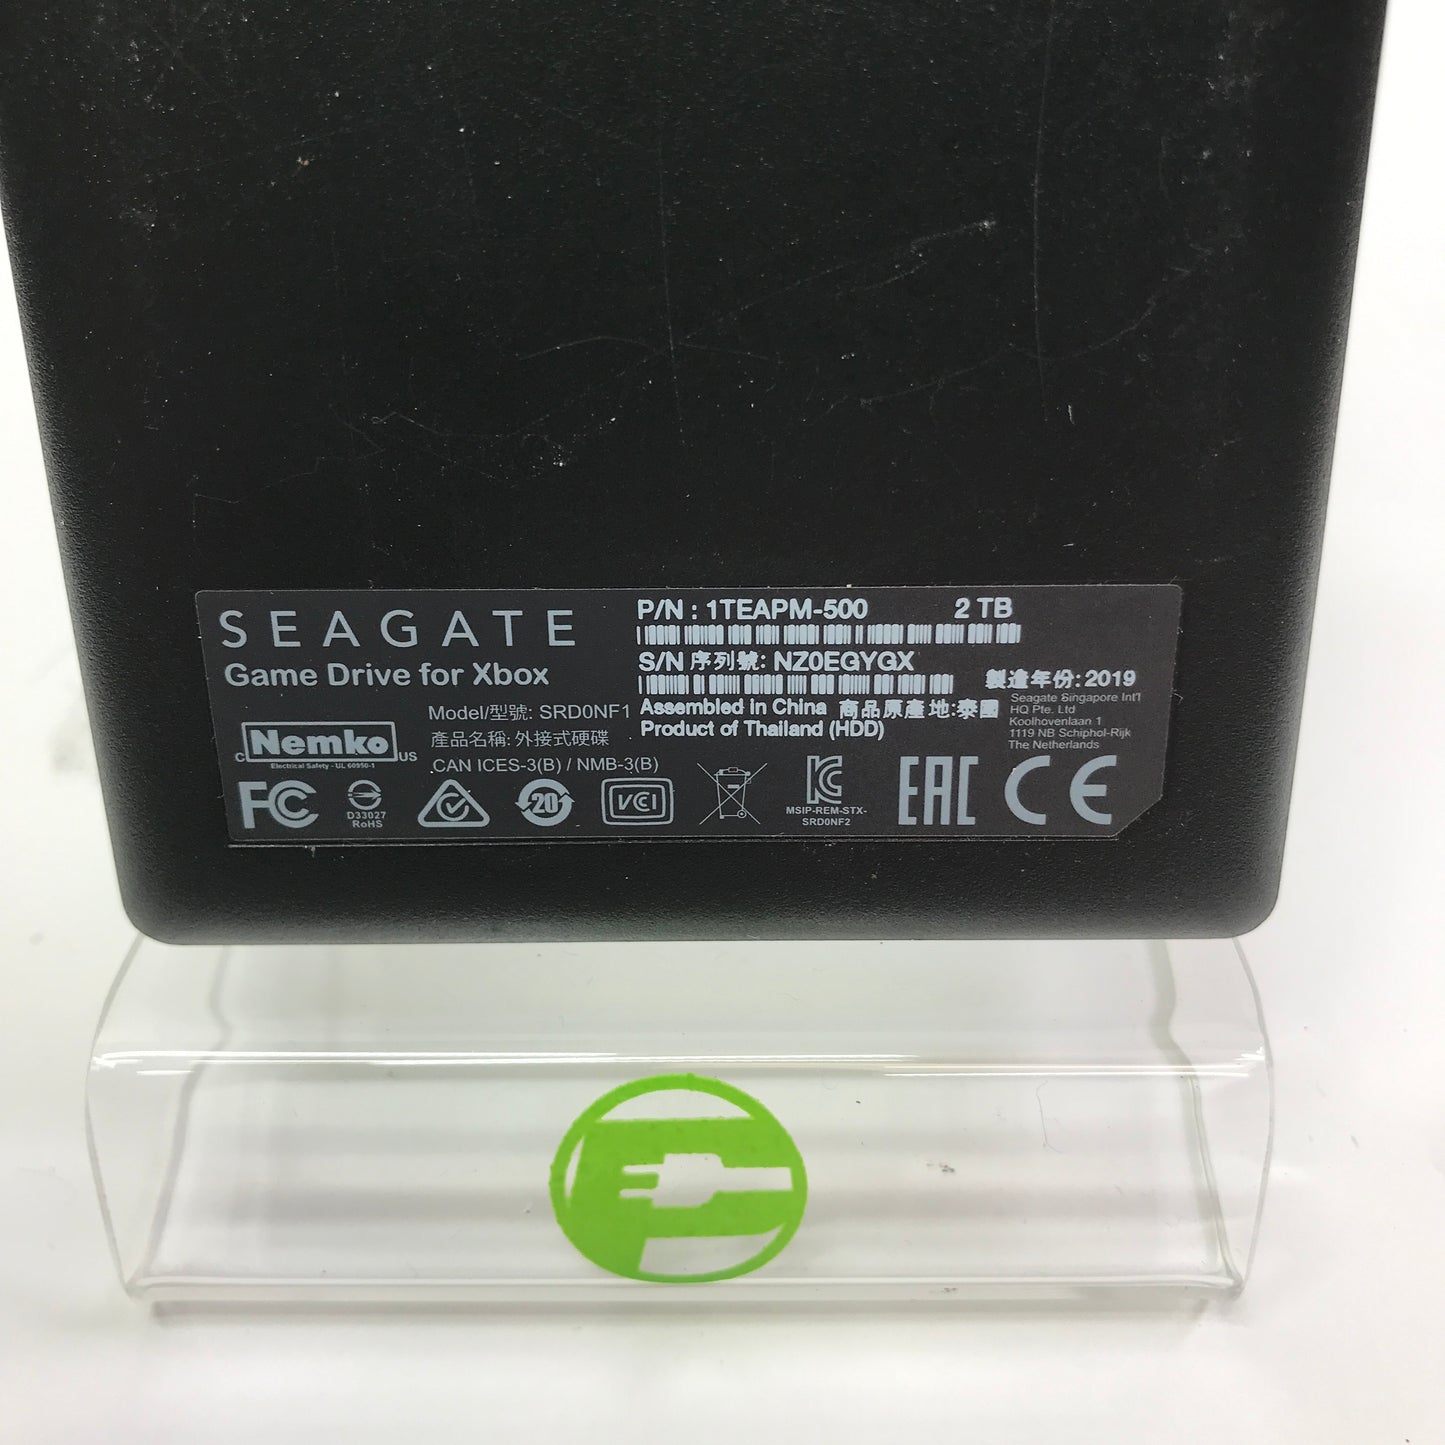 SEAGATE
Game Drive for Xbox
P/N : 1TEAPM-500 2 TB
S/N 序列號: NZ0EGYGX
製造年份: 2019
Assembled in China 商品原產地:泰國
Product of Thailand (HDD)
Seagate Singapore Int'l
HQ Pte. Ltd
Koolhovenlaan 1
1119 NB Schiphol-Rijk
The Netherlands
Model/型號: SRD0NF1
產品名稱: 外接式硬碟
CAN ICES-3(B) / NMB-3(B)
C Nemko US
Electrical Safety - UL 60950-1
FC
D33027
RoHS
20
VCI
MSIP-REM-STX-
SRD0NF2
EAC CE